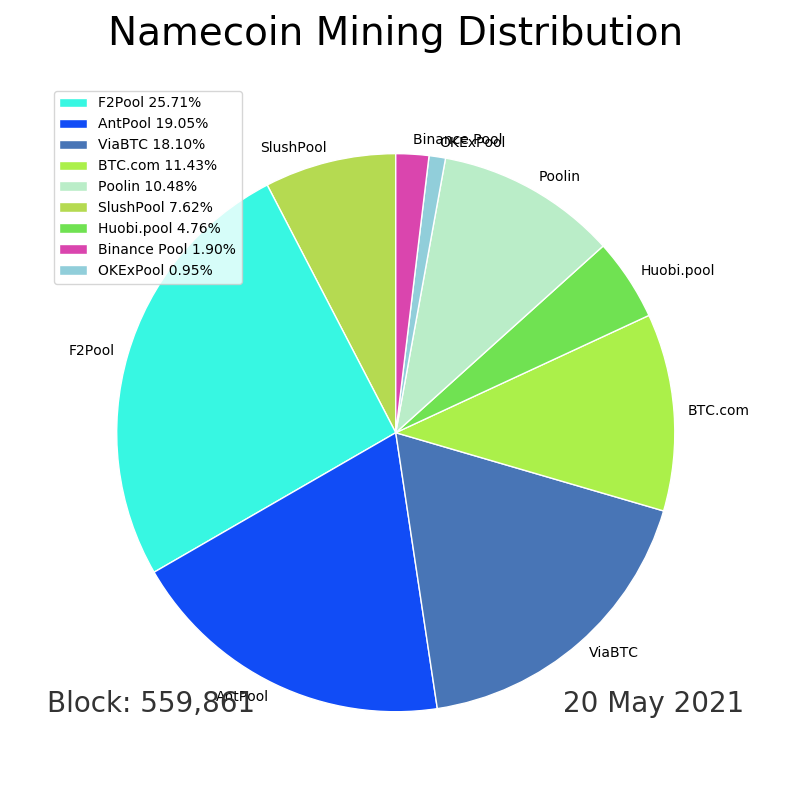 Namecoin Mining Distribution
F2Pool 25.71%
AntPool 19.05%
ViaBTC 18.10%
BTC.com 11.43%
Poolin 10.48%
SlushPool 7.62%
Huobi.pool 4.76%
Binance Pool 1.90%
OKExPool 0.95%
SlushPool
Binance Pool
OKExPool
Poolin
Huobi.pool
F2Pool
BTC.com
ViaBTC
AntPool
Block: 559,861
20 May 2021